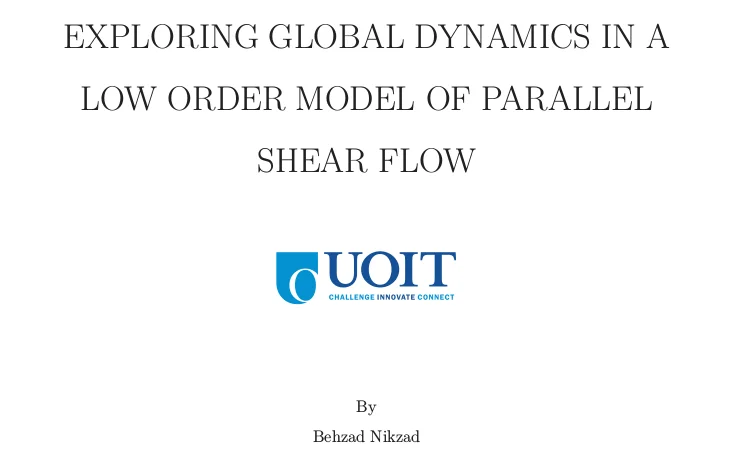 EXPLORING GLOBAL DYNAMICS IN A
LOW ORDER MODEL OF PARALLEL
SHEAR FLOW
UOIT
CHALLENGE INNOVATE CONNECT
By
Behzad Nikzad